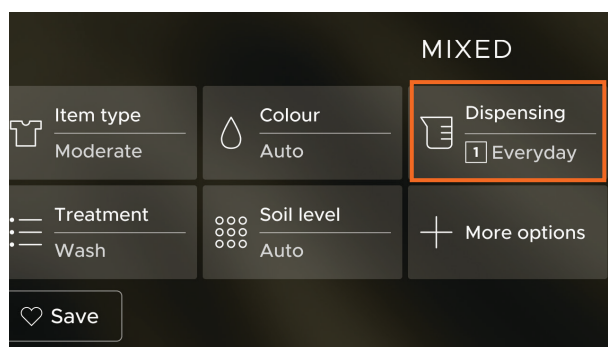 MIXED
Item type
Moderate
Colour
Auto
Dispensing
1 Everyday
Treatment
Wash
Soil level
Auto
More options
Save